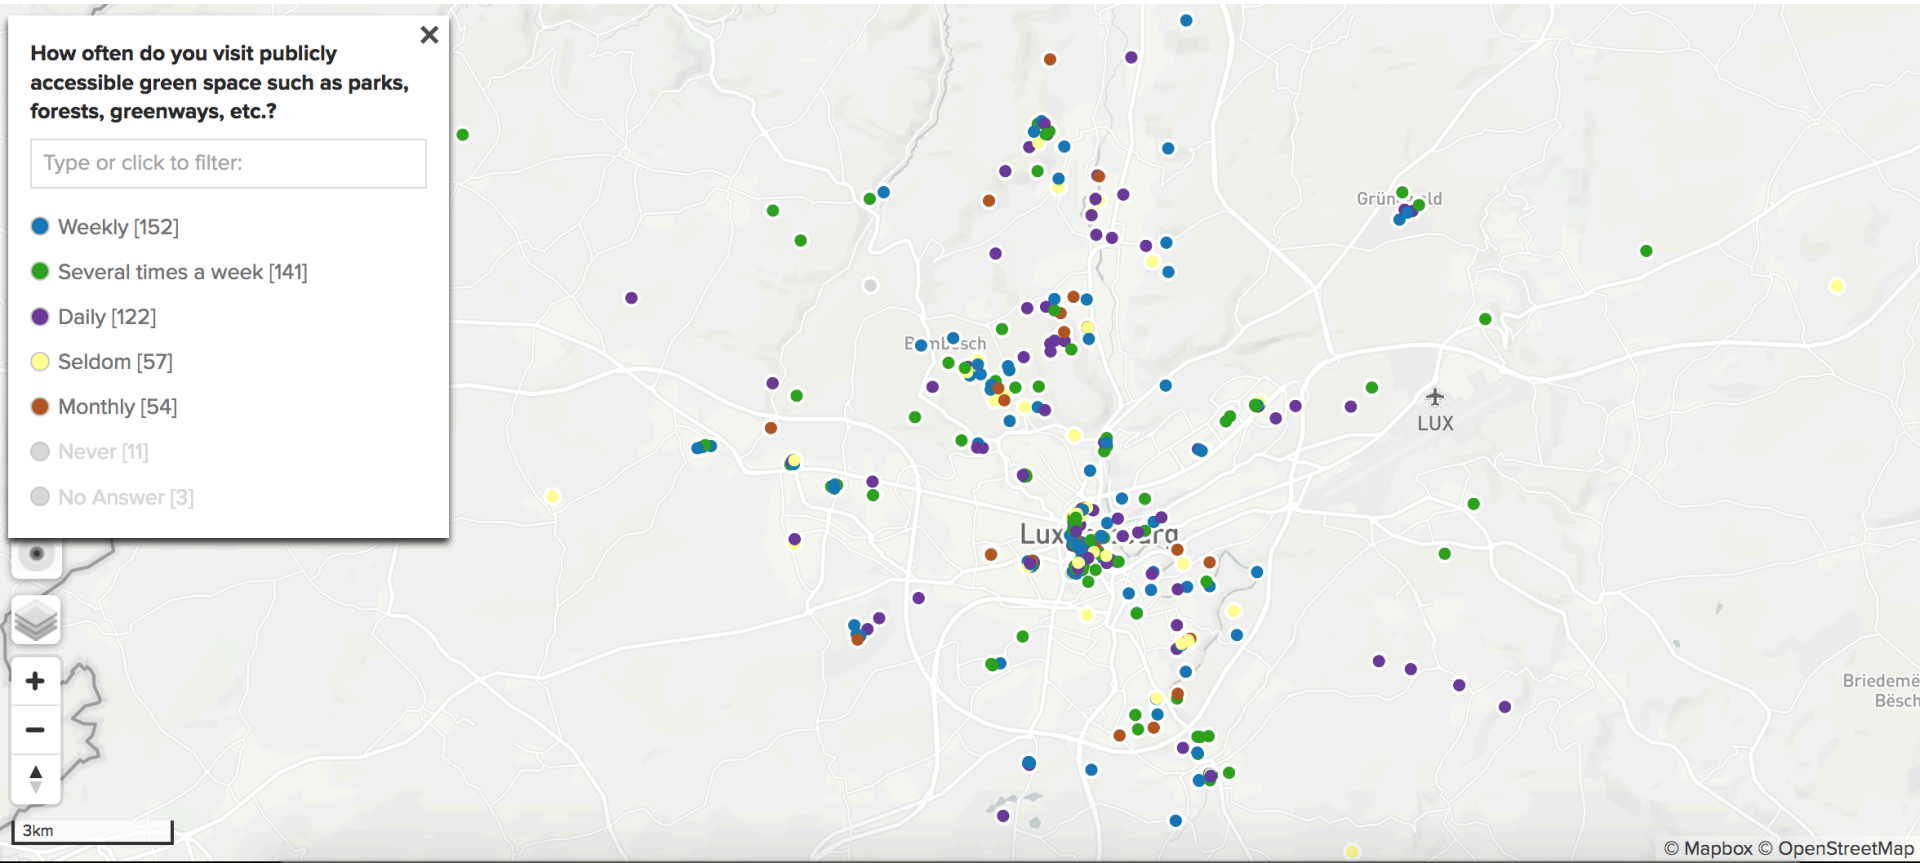 How often do you visit publicly
accessible green space such as parks,
forests, greenways, etc.?
Type or click to filter:
Weekly [152]
Several times a week [141]
Daily [122]
Seldom [57]
Monthly [54]
Never [11]
No Answer [3]
LUX
Briedemë
Bësch
3km
© Mapbox © OpenStreetMap